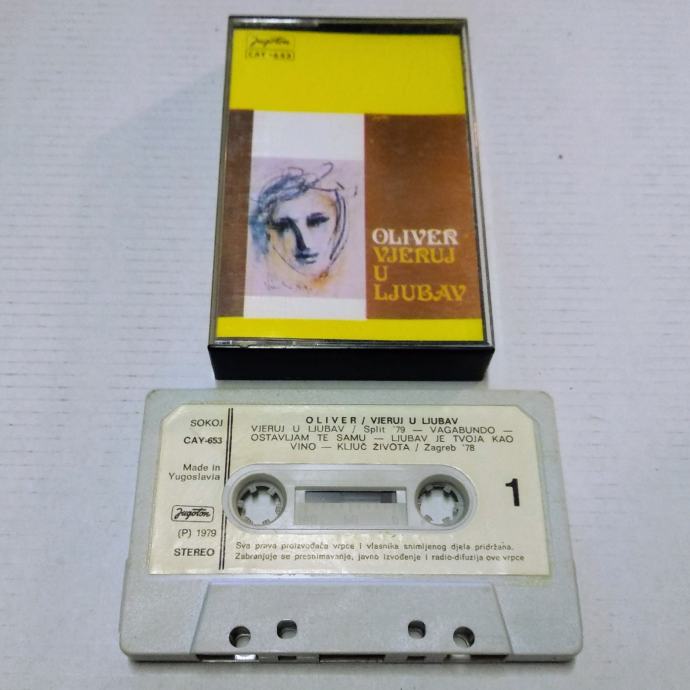 Jugoton
CAY-653
OLIVER
VJERUJ
U
LJUBAV
SOKOJ
CAY-653
Made in
Yugoslavia
Jugoton
(P) 1979
STEREO
OLIVER / VJERUJ U LJUBAV
VJERUJ U LJUBAV / Split '79 — VAGABUNDO —
OSTAVLJAM TE SAMU — LJUBAV JE TVOJA KAO
VINO — KLJUČ ŽIVOTA / Zagreb '78
1
Sva prava proizvođača vrpce i vlasnika snimljenog djela pridržana.
Zabranjuje se presnimavanje, javno izvođenje i radio-difuzija ove vrpce